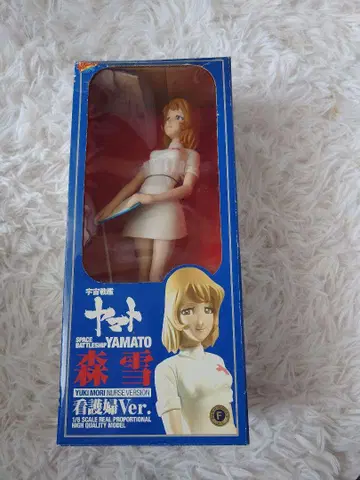 宇宙戦艦
ヤマト
SPACE BATTLESHIP YAMATO
森 雪
YUKI MORI NURSE VERSION
看護婦Ver.
1/8 SCALE REAL PROPORTIONAL
HIGH QUALITY MODEL
F